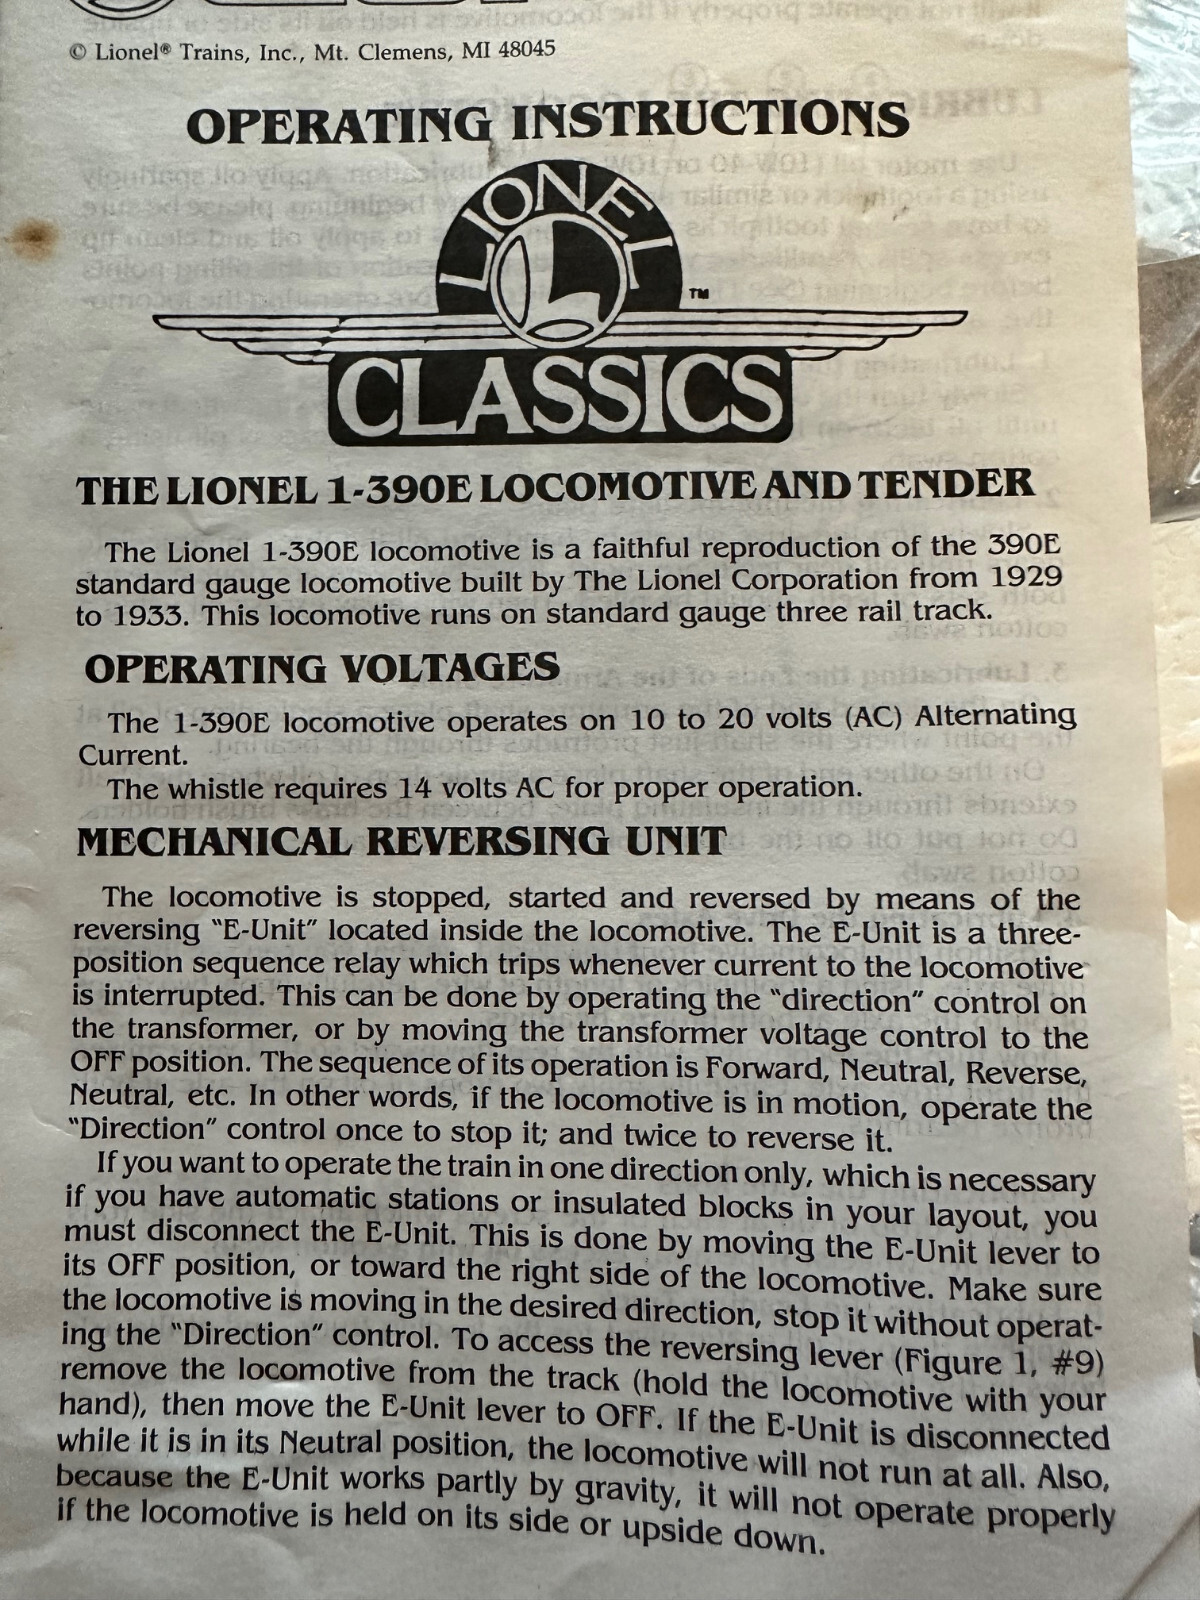 © Lionel® Trains, Inc., Mt. Clemens, MI 48045
OPERATING INSTRUCTIONS
LIONEL
L
™
CLASSICS
THE LIONEL 1-390E LOCOMOTIVE AND TENDER
The Lionel 1-390E locomotive is a faithful reproduction of the 390E
standard gauge locomotive built by The Lionel Corporation from 1929
to 1933. This locomotive runs on standard gauge three rail track.
OPERATING VOLTAGES
The 1-390E locomotive operates on 10 to 20 volts (AC) Alternating
Current.
The whistle requires 14 volts AC for proper operation.
MECHANICAL REVERSING UNIT
The locomotive is stopped, started and reversed by means of the
reversing "E-Unit" located inside the locomotive. The E-Unit is a three-
position sequence relay which trips whenever current to the locomotive
is interrupted. This can be done by operating the "direction" control on
the transformer, or by moving the transformer voltage control to the
OFF position. The sequence of its operation is Forward, Neutral, Reverse,
Neutral, etc. In other words, if the locomotive is in motion, operate the
"Direction" control once to stop it; and twice to reverse it.
If you want to operate the train in one direction only, which is necessary
if you have automatic stations or insulated blocks in your layout, you
must disconnect the E-Unit. This is done by moving the E-Unit lever to
its OFF position, or toward the right side of the locomotive. Make sure
the locomotive is moving in the desired direction, stop it without operat-
ing the "Direction" control. To access the reversing lever (Figure 1, #9)
remove the locomotive from the track (hold the locomotive with your
hand), then move the E-Unit lever to OFF. If the E-Unit is disconnected
while it is in its Neutral position, the locomotive will not run at all. Also,
because the E-Unit works partly by gravity, it will not operate properly
if the locomotive is held on its side or upside down.